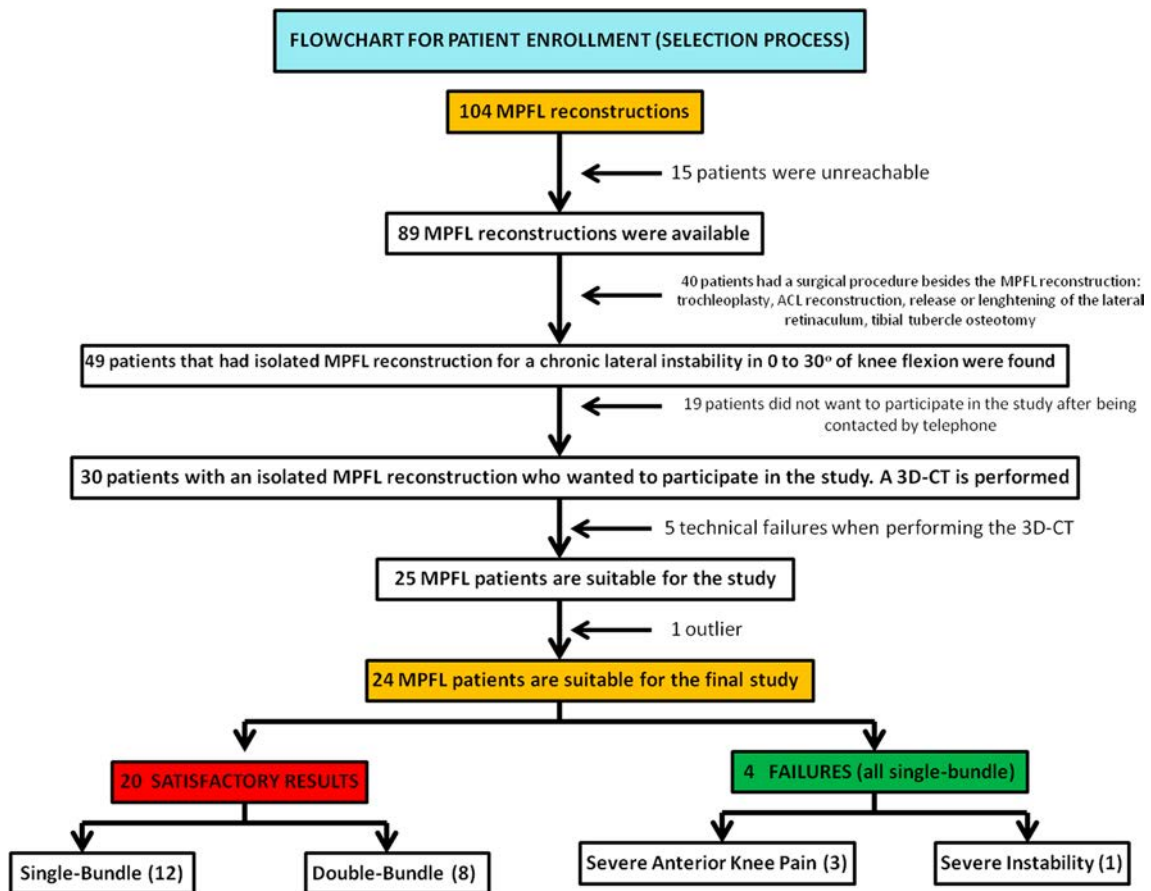 FLOWCHART FOR PATIENT ENROLLMENT (SELECTION PROCESS)
104 MPFL reconstructions
15 patients were unreachable
89 MPFL reconstructions were available
40 patients had a surgical procedure besides the MPFL reconstruction:
trochleoplasty, ACL reconstruction, release or lenghtening of the lateral
retinaculum, tibial tubercle osteotomy
49 patients that had isolated MPFL reconstruction for a chronic lateral instability in 0 to 30º of knee flexion were found
19 patients did not want to participate in the study after being
contacted by telephone
30 patients with an isolated MPFL reconstruction who wanted to participate in the study. A 3D-CT is performed
5 technical failures when performing the 3D-CT
25 MPFL patients are suitable for the study
1 outlier
24 MPFL patients are suitable for the final study
20 SATISFACTORY RESULTS
4 FAILURES (all single-bundle)
Single-Bundle (12)
Double-Bundle (8)
Severe Anterior Knee Pain (3)
Severe Instability (1)